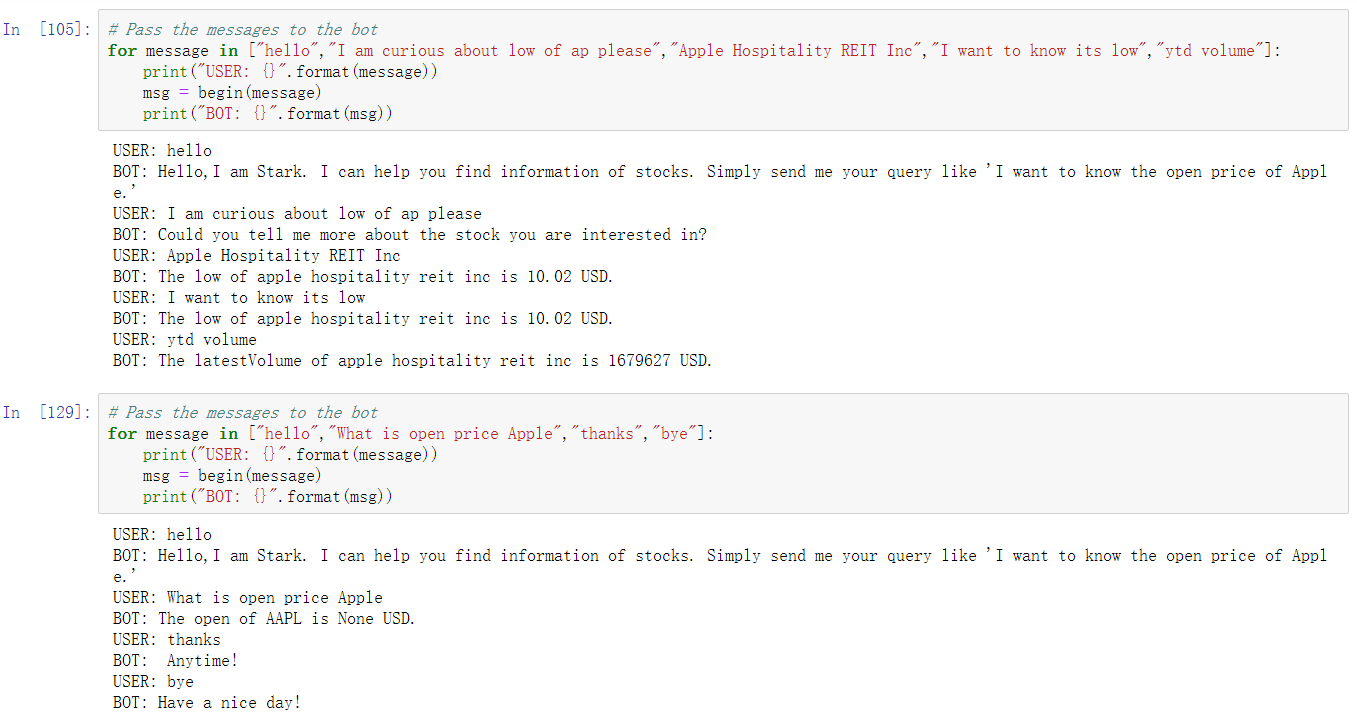 In [105]: # Pass the messages to the bot
for message in ["hello","I am curious about low of ap please","Apple Hospitality REIT Inc","I want to know its low","ytd volume"]:
    print("USER: {}".format(message))
    msg = begin(message)
    print("BOT: {}".format(msg))
USER: hello
BOT: Hello,I am Stark. I can help you find information of stocks. Simply send me your query like 'I want to know the open price of Appl
e.'
USER: I am curious about low of ap please
BOT: Could you tell me more about the stock you are interested in?
USER: Apple Hospitality REIT Inc
BOT: The low of apple hospitality reit inc is 10.02 USD.
USER: I want to know its low
BOT: The low of apple hospitality reit inc is 10.02 USD.
USER: ytd volume
BOT: The latestVolume of apple hospitality reit inc is 1679627 USD.
In [129]: # Pass the messages to the bot
for message in ["hello","What is open price Apple","thanks","bye"]:
    print("USER: {}".format(message))
    msg = begin(message)
    print("BOT: {}".format(msg))
USER: hello
BOT: Hello,I am Stark. I can help you find information of stocks. Simply send me your query like 'I want to know the open price of Appl
e.'
USER: What is open price Apple
BOT: The open of AAPL is None USD.
USER: thanks
BOT:  Anytime!
USER: bye
BOT: Have a nice day!